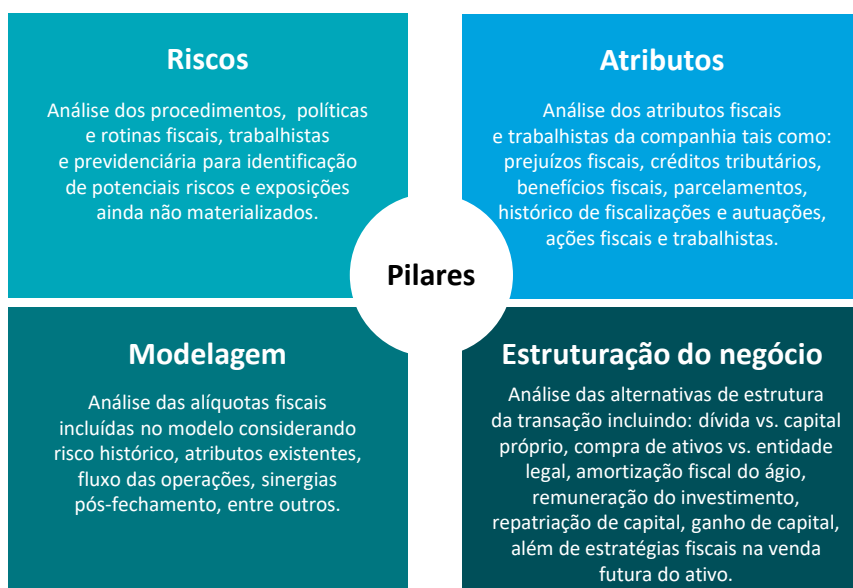 Riscos
Análise dos procedimentos, políticas
e rotinas fiscais, trabalhistas
e previdenciária para identificação
de potenciais riscos e exposições
ainda não materializados.
Atributos
Análise dos atributos fiscais
e trabalhistas da companhia tais como:
prejuízos fiscais, créditos tributários,
benefícios fiscais, parcelamentos,
histórico de fiscalizações e autuações,
ações fiscais e trabalhistas.
Pilares
Modelagem
Análise das alíquotas fiscais
incluídas no modelo considerando
risco histórico, atributos existentes,
fluxo das operações, sinergias
pós-fechamento, entre outros.
Estruturação do negócio
Análise das alternativas de estrutura
da transação incluindo: dívida vs. capital
próprio, compra de ativos vs. entidade
legal, amortização fiscal do ágio,
remuneração do investimento,
repatriação de capital, ganho de capital,
além de estratégias fiscais na venda
futura do ativo.